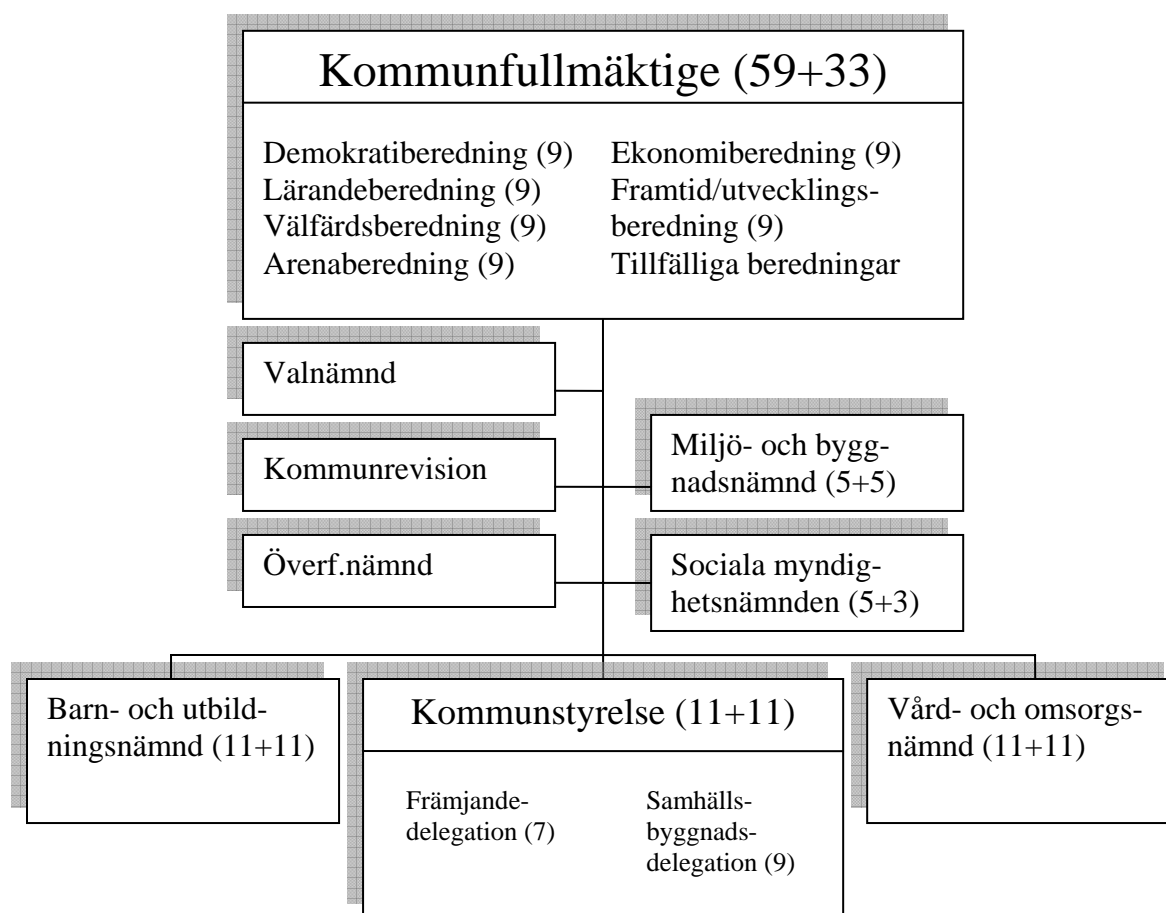 Kommunfullmäktige (59+33)
Demokratiberedning (9)
Lärandeberedning (9)
Välfärdsberedning (9)
Arenaberedning (9)
Ekonomiberedning (9)
Framtid/utvecklings-
beredning (9)
Tillfälliga beredningar
Valnämnd
Kommunrevision
Miljö- och bygg-
nadsnämnd (5+5)
Överf.nämnd
Sociala myndig-
hetsnämnden (5+3)
Barn- och utbild-
ningsnämnd (11+11)
Kommunstyrelse (11+11)
Främjande-
delegation (7)
Samhälls-
byggnads-
delegation (9)
Vård- och omsorgs-
nämnd (11+11)